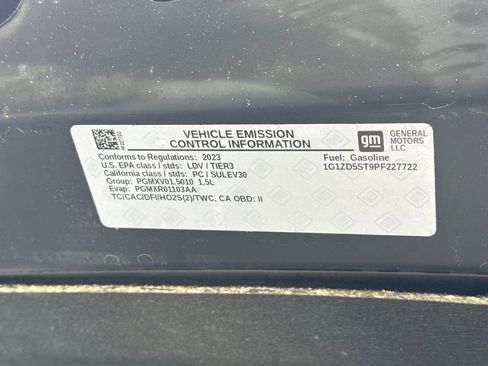 VEHICLE EMISSION
CONTROL INFORMATION
gm
GENERAL
MOTORS
LLC
Conforms to Regulations: 2023
U.S. EPA class / stds: LDV / TIER3
California class / stds: PC / SULEV30
Group: PGMXV01.5010 1.5L
Evap: PGMXR01103AA
TC/CAC/DFI/HO2S(2)/TWC, CA OBD: II
Fuel: Gasoline
1G1ZD5ST9PF227722